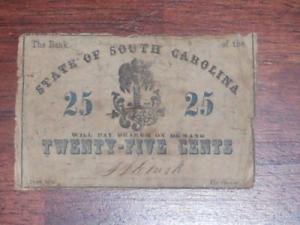 The Bank of the
STATE OF SOUTH CAROLINA
25 25
WILL PAY BEARER ON DEMAND
TWENTY-FIVE CENTS